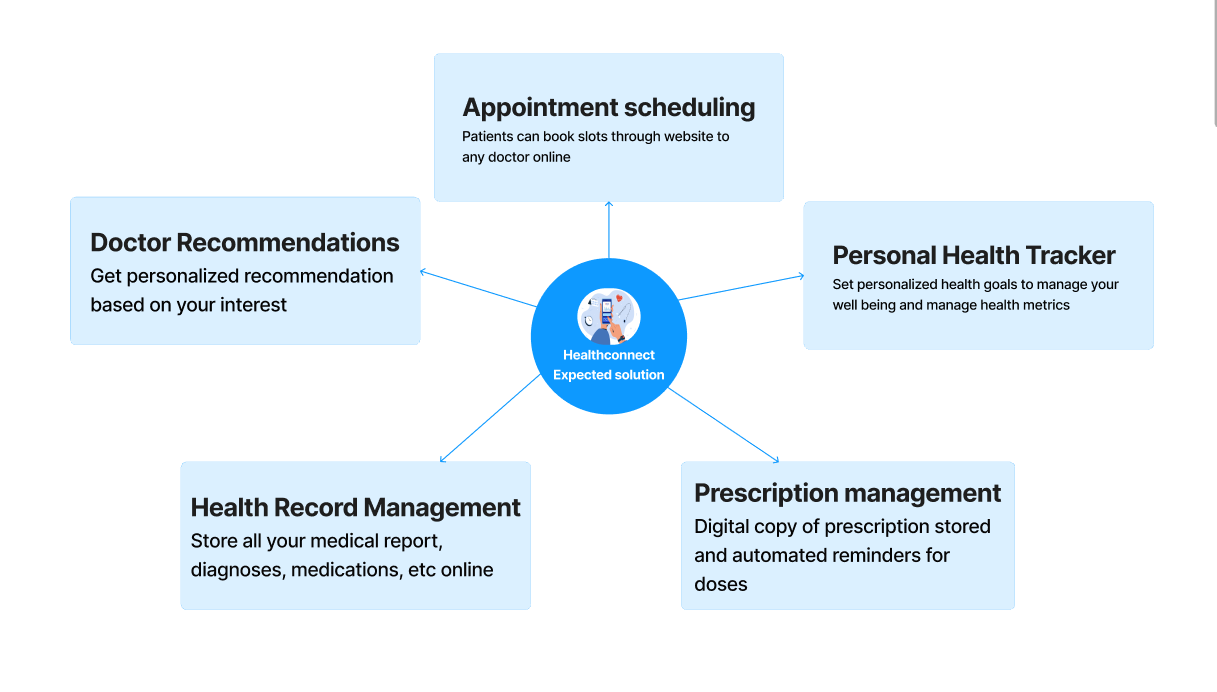 Appointment scheduling
Patients can book slots through website to
any doctor online
Doctor Recommendations
Get personalized recommendation
based on your interest
Personal Health Tracker
Set personalized health goals to manage your
well being and manage health metrics
Healthconnect
Expected solution
Health Record Management
Store all your medical report,
diagnoses, medications, etc online
Prescription management
Digital copy of prescription stored
and automated reminders for
doses